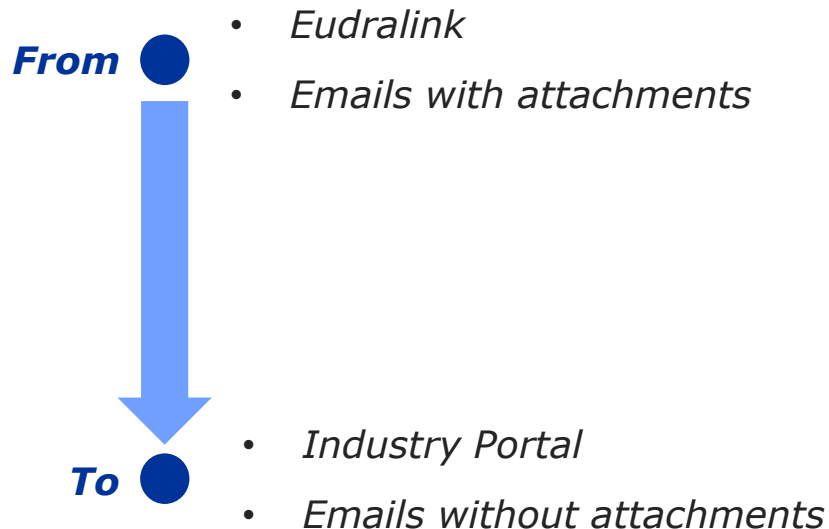 • Eudralink
From
• Emails with attachments
• Industry Portal
To
• Emails without attachments